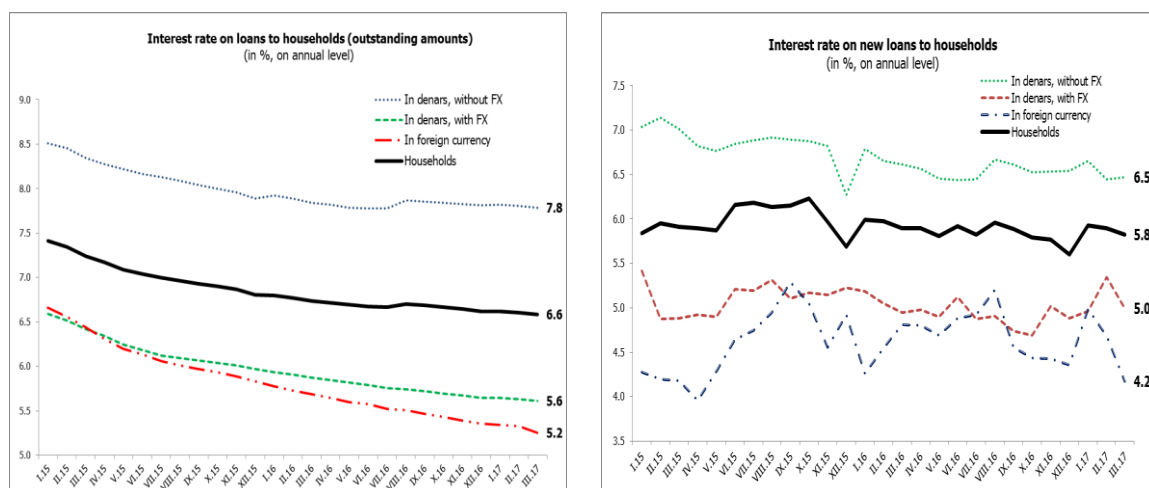 Interest rate on loans to households (outstanding amounts)
(in %, on annual level)
9.0
8.5
8.0
7.5
7.0
6.5
6.0
5.5
5.0
In denars, without FX
In denars, with FX
In foreign currency
Households
7.8
6.6
5.6
5.2
I.15
II.15
III.15
IV.15
V.15
VI.15
VII.15
VIII.15
IX.15
X.15
XI.15
XII.15
I.16
II.16
III.16
IV.16
V.16
VI.16
VII.16
VIII.16
IX.16
X.16
XI.16
XII.16
I.17
II.17
III.17
Interest rate on new loans to households
(in %, on annual level)
7.5
7.0
6.5
6.0
5.5
5.0
4.5
4.0
3.5
In denars, without FX
In denars, with FX
In foreign currency
Households
6.5
5.8
5.0
4.2
I.15
II.15
III.15
IV.15
V.15
VI.15
VII.15
VIII.15
IX.15
X.15
XI.15
XII.15
I.16
II.16
III.16
IV.16
V.16
VI.16
VII.16
VIII.16
IX.16
X.16
XI.16
XII.16
I.17
II.17
III.17